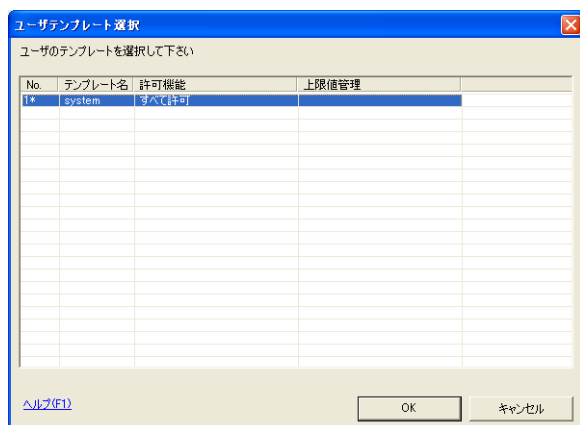 ユーザテンプレート選択
ユーザのテンプレートを選択して下さい
No. テンプレート名 許可機能 上限値管理
1* system すべて許可
ヘルプ(F1) OK キャンセル